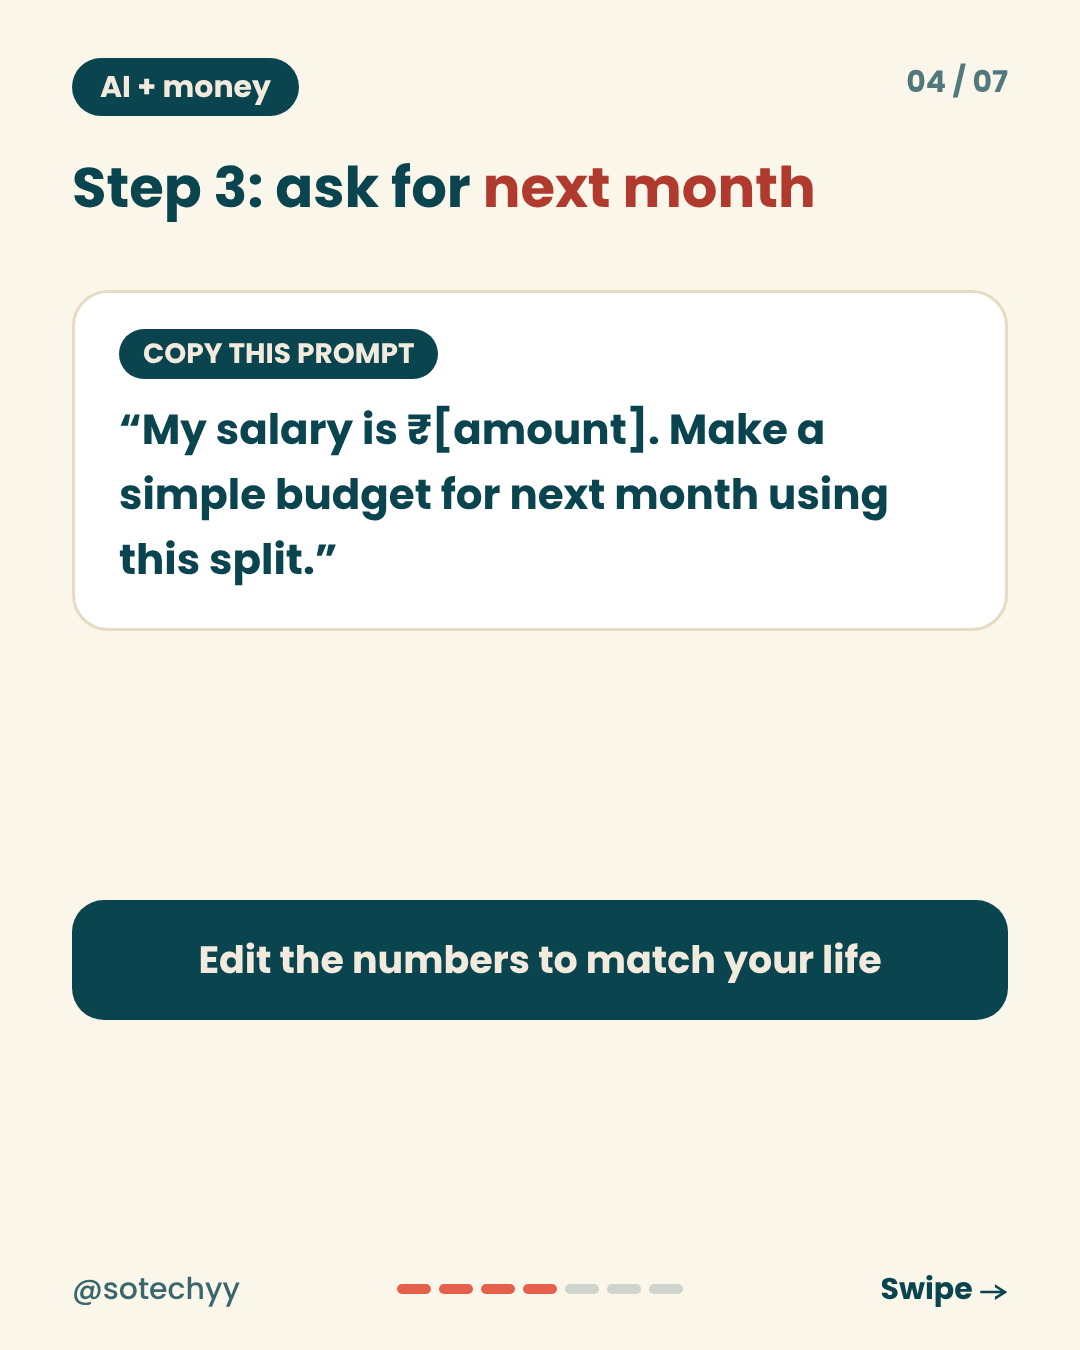 AI + money
04 / 07
Step 3: ask for next month
COPY THIS PROMPT
“My salary is ₹[amount]. Make a
simple budget for next month using
this split.”
Edit the numbers to match your life
@sotechyy
Swipe →